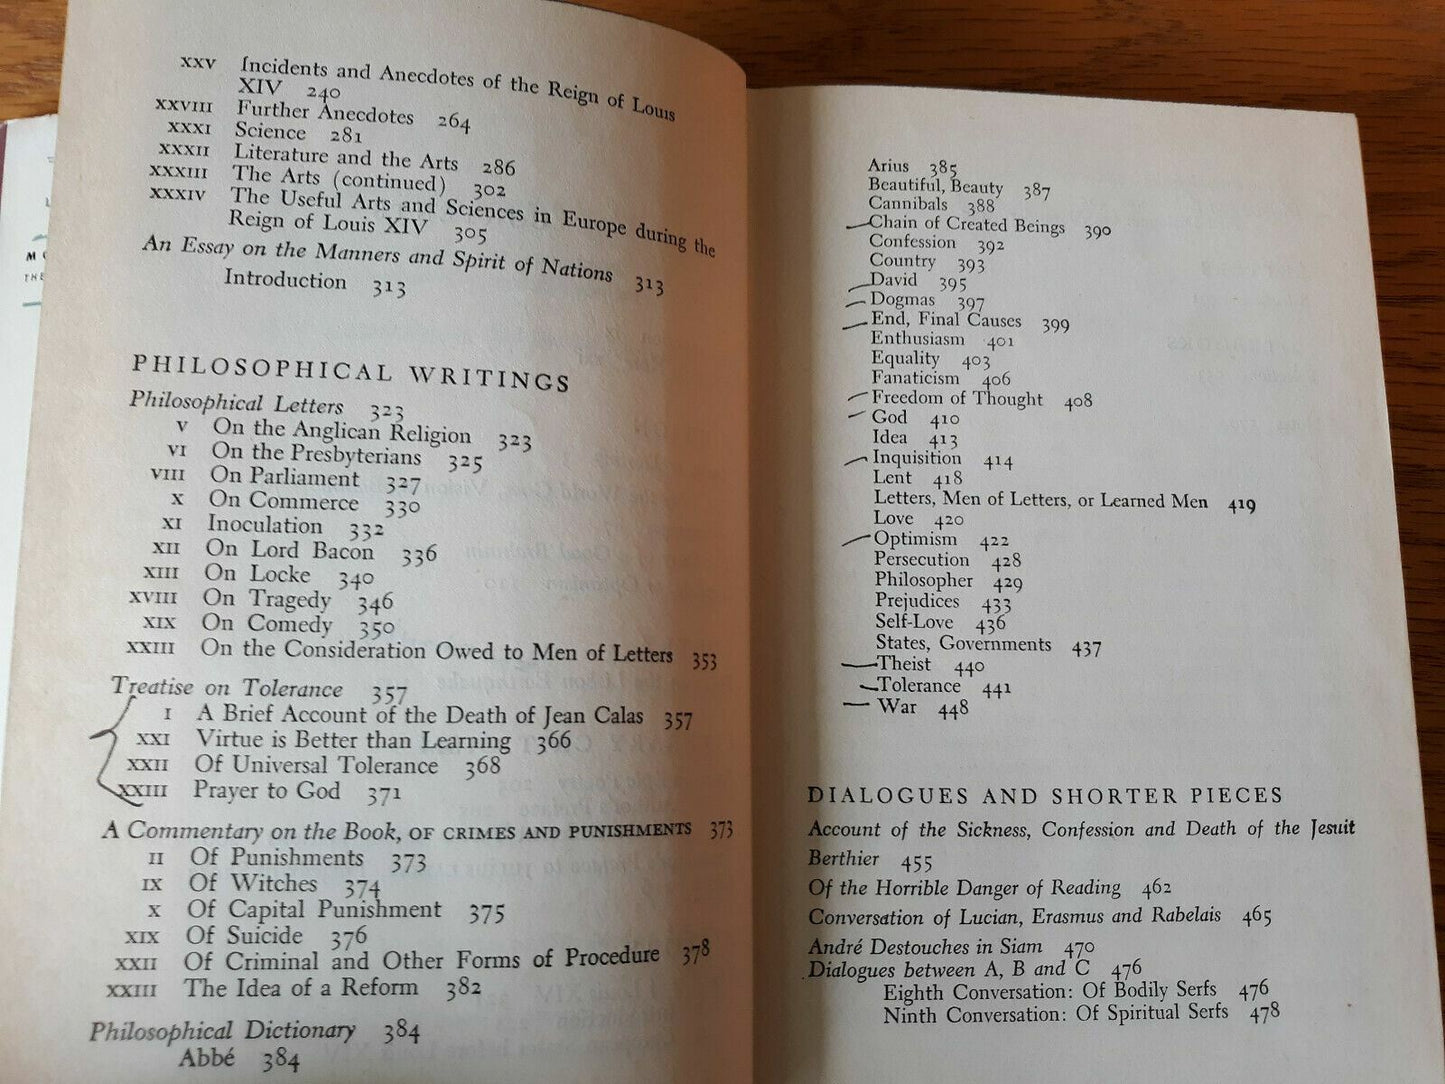 XXV Incidents and Anecdotes of the Reign of Louis
XIV 240
XXVIII Further Anecdotes 264
XXXI Science 281
XXXII Literature and the Arts 286
XXXIII The Arts (continued) 302
XXXIV The Useful Arts and Sciences in Europe during the
Reign of Louis XIV 305
An Essay on the Manners and Spirit of Nations 313
Introduction 313
PHILOSOPHICAL WRITINGS
Philosophical Letters 323
V On the Anglican Religion 323
VI On the Presbyterians 325
VIII On Parliament 327
X On Commerce 330
XI Inoculation 332
XII On Lord Bacon 336
XIII On Locke 340
XVIII On Tragedy 346
XIX On Comedy 350
XXIII On the Consideration Owed to Men of Letters 353
Treatise on Tolerance 357
I A Brief Account of the Death of Jean Calas 357
XXI Virtue is Better than Learning 366
XXII Of Universal Tolerance 368
XXIII Prayer to God 371
A Commentary on the Book, OF CRIMES AND PUNISHMENTS 373
II Of Punishments 373
IX Of Witches 374
X Of Capital Punishment 375
XIX Of Suicide 376
XXII Of Criminal and Other Forms of Procedure 378
XXIII The Idea of a Reform 382
Philosophical Dictionary 384
Abbé 384
Arius 385
Beautiful, Beauty 387
Cannibals 388
Chain of Created Beings 390
Confession 392
Country 393
David 395
Dogmas 397
End, Final Causes 399
Enthusiasm 401
Equality 403
Fanaticism 406
Freedom of Thought 408
God 410
Idea 413
Inquisition 414
Lent 418
Letters, Men of Letters, or Learned Men 419
Love 420
Optimism 422
Persecution 428
Philosopher 429
Prejudices 433
Self-Love 436
States, Governments 437
Theist 440
Tolerance 441
War 448
DIALOGUES AND SHORTER PIECES
Account of the Sickness, Confession and Death of the Jesuit
Berthier 455
Of the Horrible Danger of Reading 462
Conversation of Lucian, Erasmus and Rabelais 465
André Destouches in Siam 470
Dialogues between A, B and C 476
Eighth Conversation: Of Bodily Serfs 476
Ninth Conversation: Of Spiritual Serfs 478